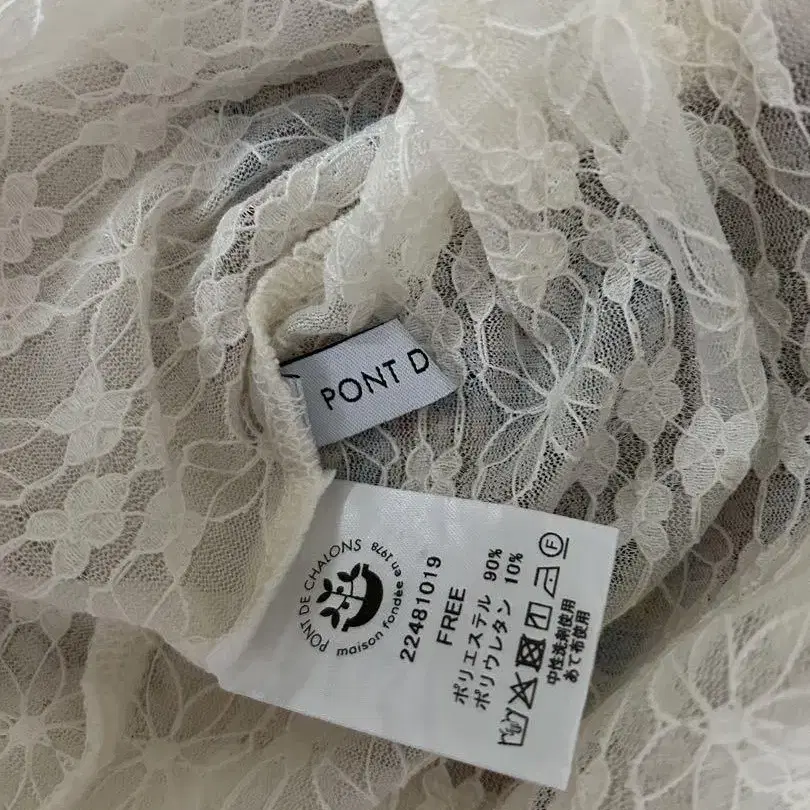 PONT D
PONT DE CHALONS
maison fondée en 1978
22481019
FREE
ポリエステル 90%
ポリウレタン 10%
F
中性洗剤使用
あて布使用